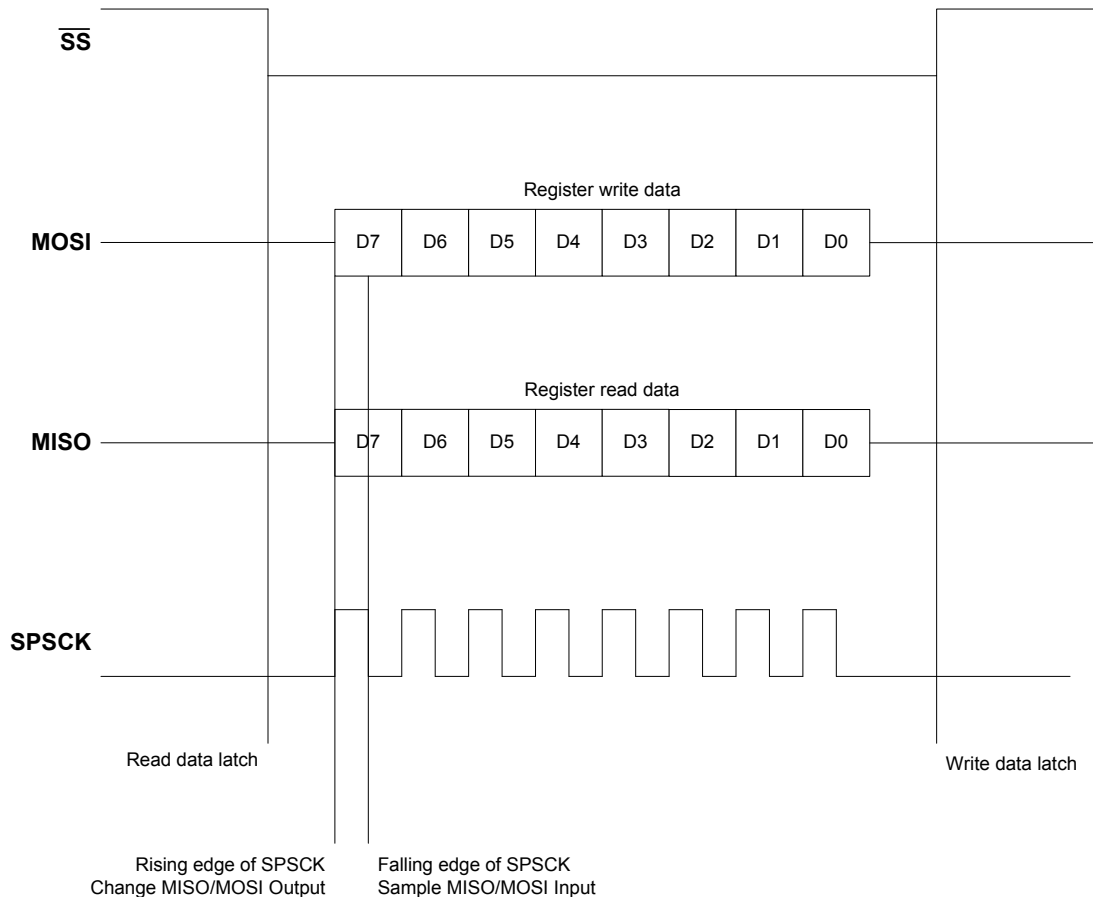 SS
Register write data
MOSI D7 D6 D5 D4 D3 D2 D1 D0
Register read data
MISO D7 D6 D5 D4 D3 D2 D1 D0
SPSCK
Read data latch
Write data latch
Rising edge of SPSCK
Change MISO/MOSI Output
Falling edge of SPSCK
Sample MISO/MOSI Input